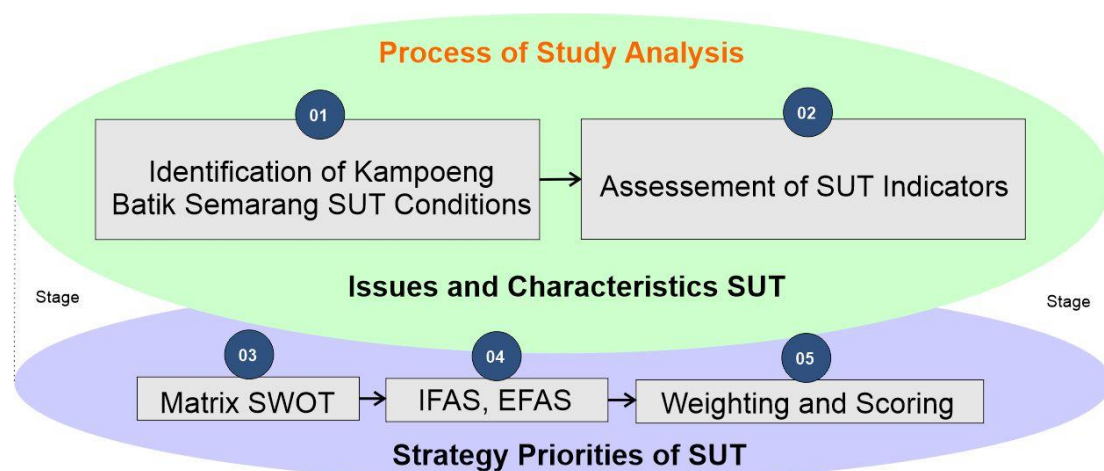 Process of Study Analysis
01
02
Identification of Kampoeng
Batik Semarang SUT Conditions
Assessement of SUT Indicators
Issues and Characteristics SUT
Stage
Stage
03
04
05
Matrix SWOT
IFAS, EFAS
Weighting and Scoring
Strategy Priorities of SUT